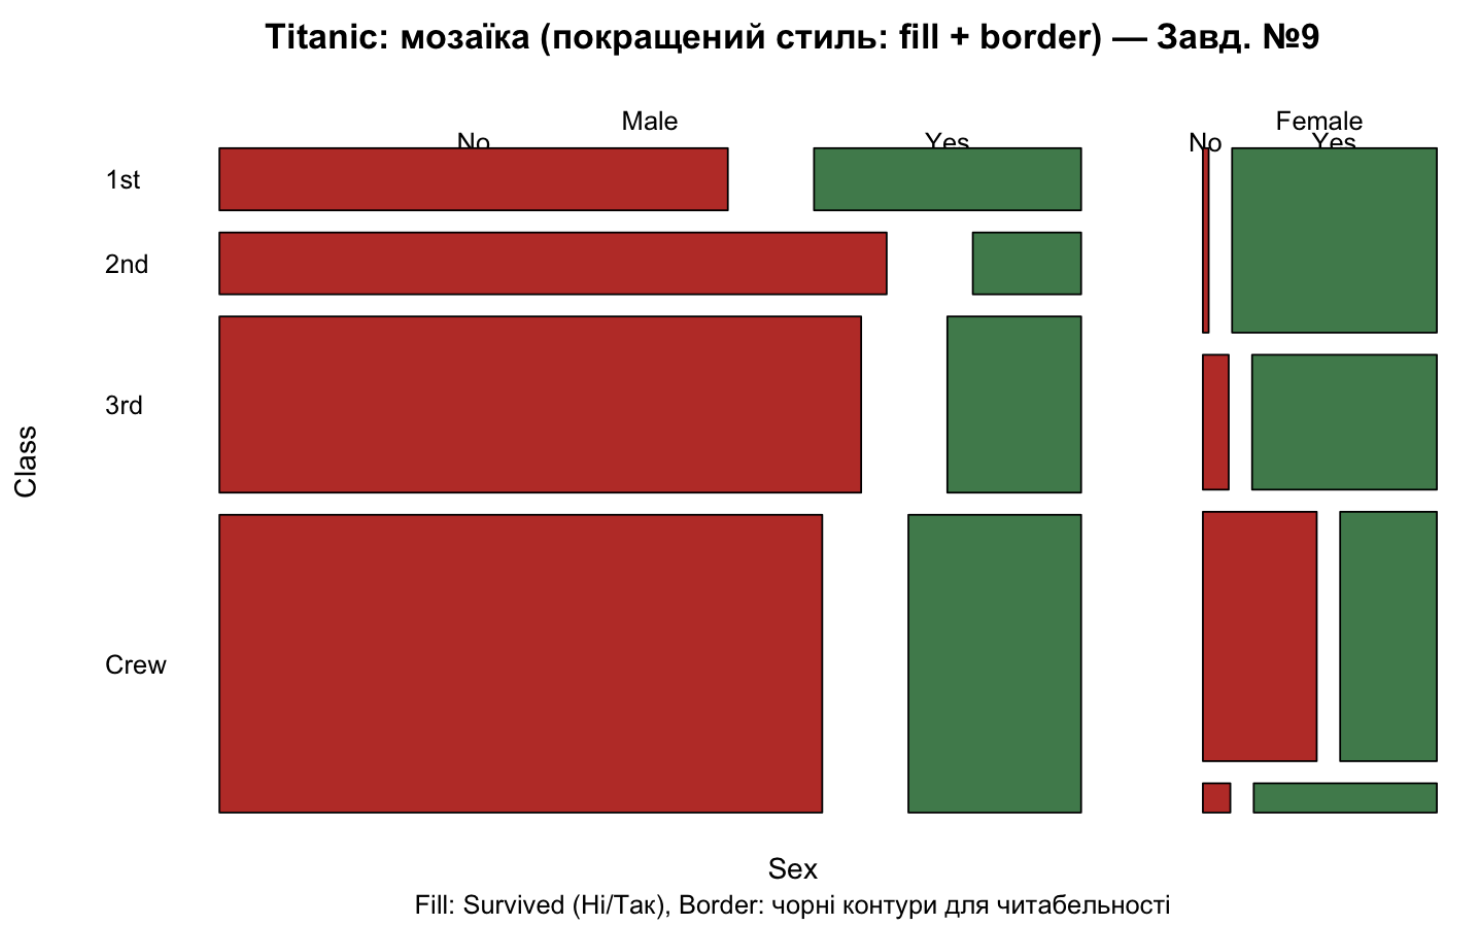 Titanic: мозаїка (покращений стиль: fill + border) — Завд. №9
Male Female
No Yes No Yes
1st
2nd
3rd
Crew
Class
Sex
Fill: Survived (Ні/Так), Border: чорні контури для читабельності